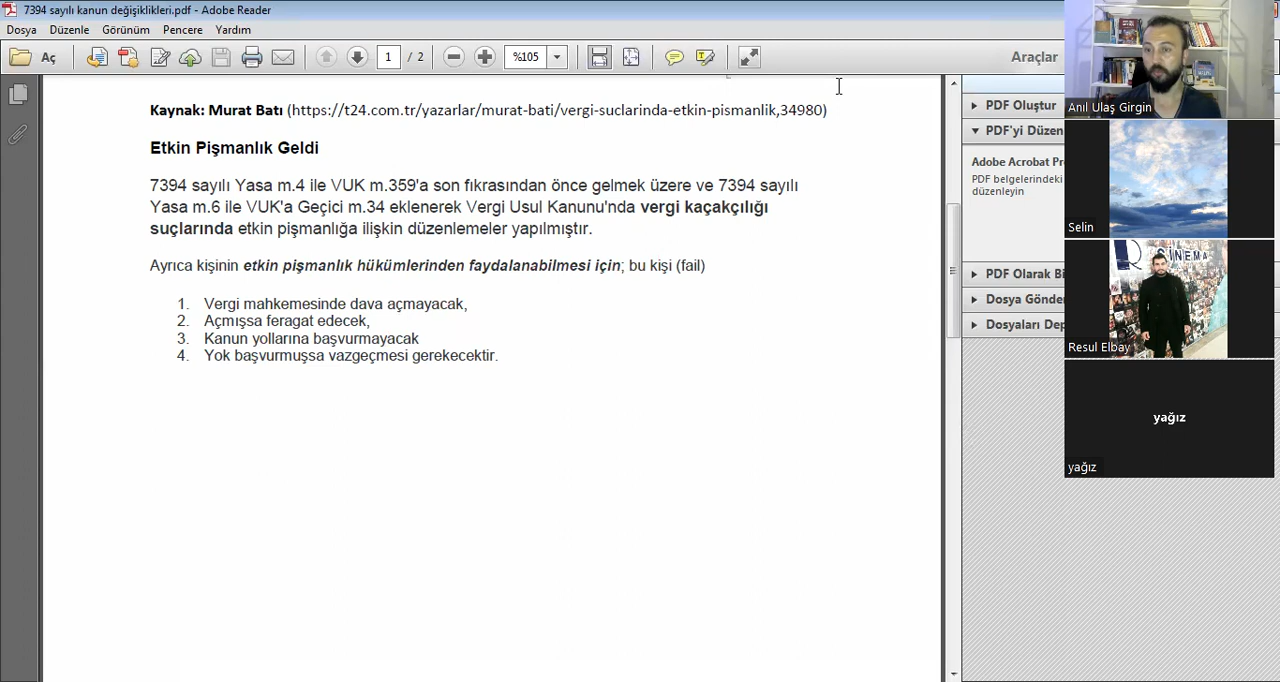 7394 sayılı kanun değişiklikleri.pdf - Adobe Reader
Dosya Düzenle Görünüm Pencere Yardım
Aç 1 / 2 %105 Araçlar
Kaynak: Murat Batı (https://t24.com.tr/yazarlar/murat-bati/vergi-suclarinda-etkin-pismanlik,34980)
Etkin Pişmanlık Geldi
7394 sayılı Yasa m.4 ile VUK m.359'a son fıkrasından önce gelmek üzere ve 7394 sayılı
Yasa m.6 ile VUK'a Geçici m.34 eklenerek Vergi Usul Kanunu'nda vergi kaçakçılığı
suçlarında etkin pişmanlığa ilişkin düzenlemeler yapılmıştır.
Ayrıca kişinin etkin pişmanlık hükümlerinden faydalanabilmesi için; bu kişi (fail)
1. Vergi mahkemesinde dava açmayacak,
2. Açmışsa feragat edecek,
3. Kanun yollarına başvurmayacak
4. Yok başvurmuşsa vazgeçmesi gerekecektir.
PDF Oluştur
PDF'yi Düzen
Adobe Acrobat Pr
PDF belgelerindeki
düzenleyin
PDF Olarak Bi
Dosya Gönder
Dosyaları Dep
Anıl Ulaş Girgin
Selin
SİNEMA
Resul Elbay
yağız
yağız